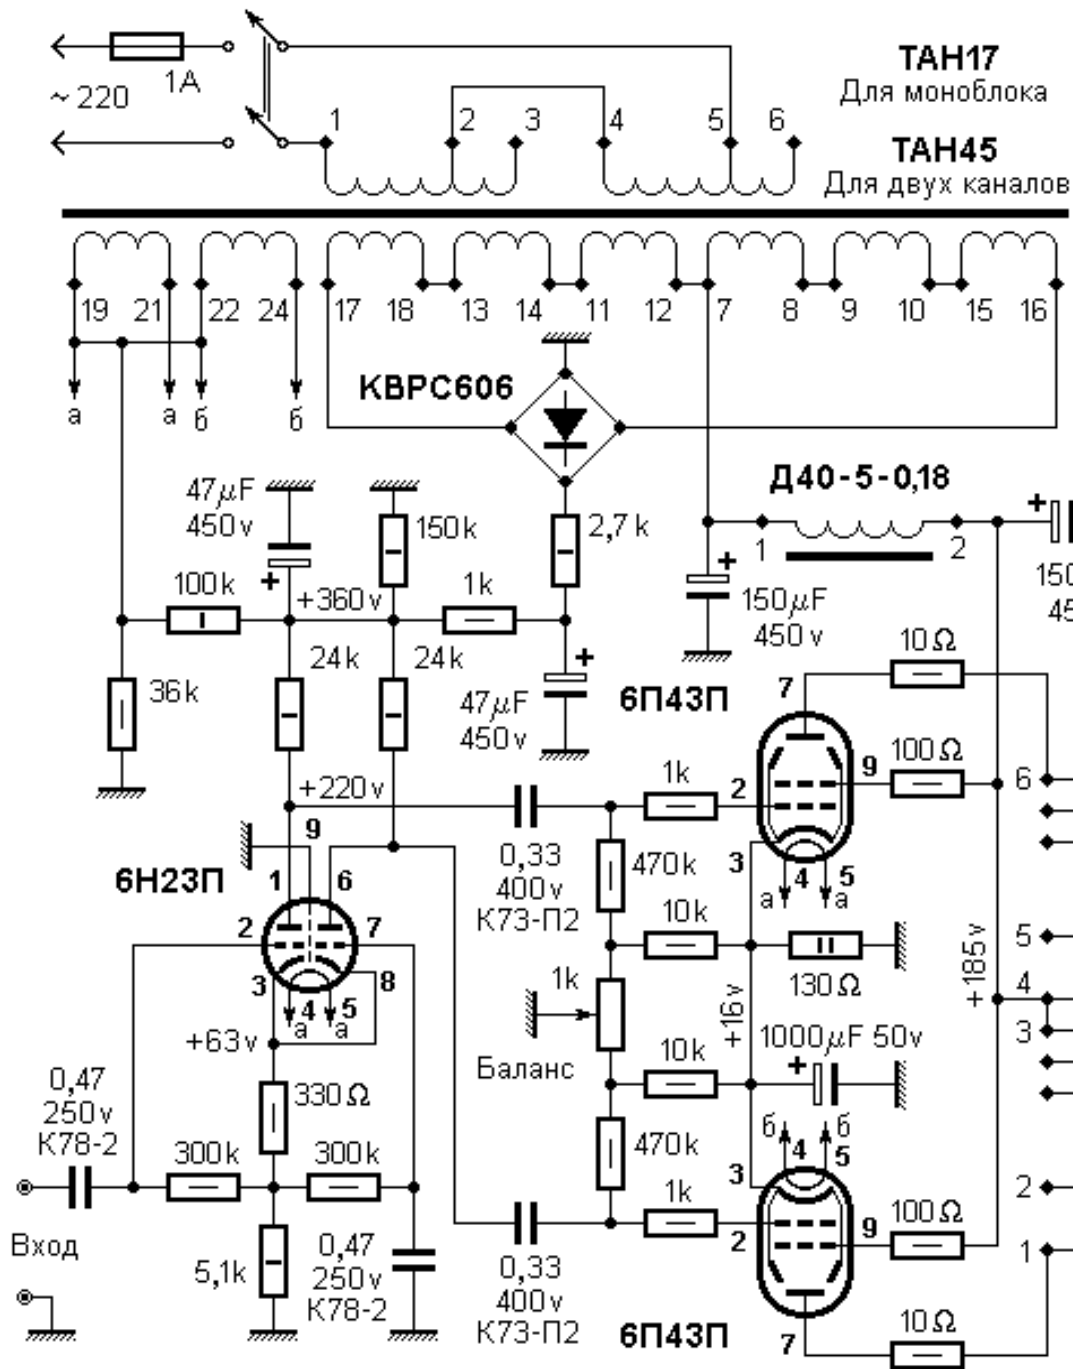 1A
~ 220
ТАН17
Для моноблока
ТАН45
Для двух каналов
1 2 3 4 5 6
19 21 22 24 17 18 13 14 11 12 7 8 9 10 15 16
а а б б
КВРС606
Д40-5-0,18
1 2
47µF
450v
150k
2,7k
+
150µF
450v
+
150
45
100k
+
+360v
1k
10Ω
24k
24k
36k
+
47µF
450v
6П43П
7
100Ω
1k
2
9
6
+220v
9
0,33
400v
К73-П2
470k
3
4
5
а
а
6Н23П
1
6
10k
2
7
3
4
5
8
а
а
1k
130Ω
+185v
5
4
3
+63v
+16v
Баланс
10k
1000µF 50v
+
0,47
250v
К78-2
330Ω
300k
300k
470k
б
б
3
4
5
1k
2
9
100Ω
2
1
Вход
5,1k
0,47
250v
К78-2
0,33
400v
К73-П2
6П43П
7
10Ω